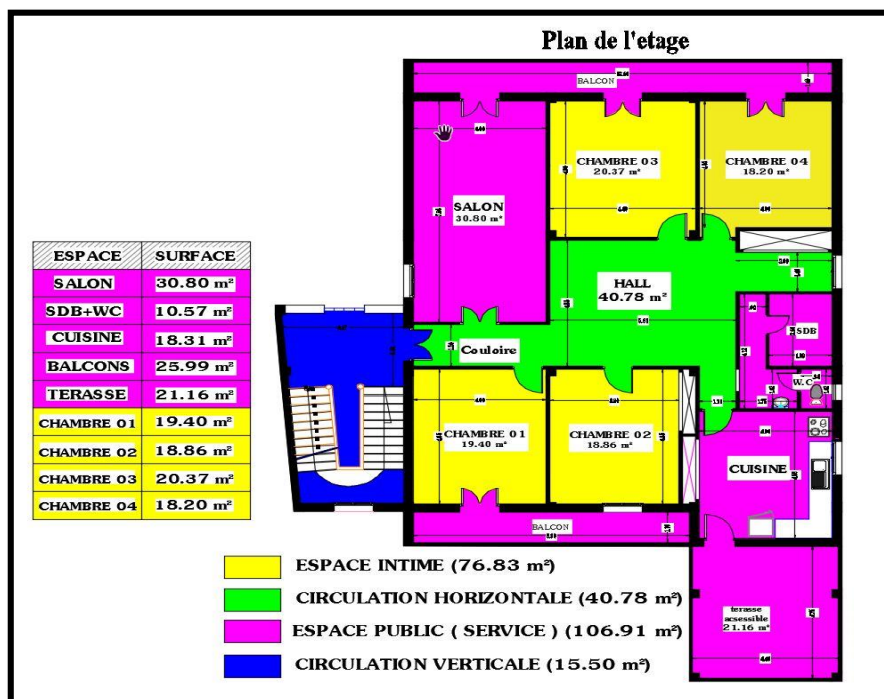 Plan de l'etage
BALCON
CHAMBRE 03
20.37 m²
CHAMBRE 04
18.20 m²
SALON
30.80 m²
HALL
40.78 m²
SDB
Couloire
W.C
CHAMBRE 01
19.40 m²
CHAMBRE 02
18.86 m²
CUISINE
BALCON
terasse
acsessible
21.16 m²
ESPACE SURFACE
SALON 30.80 m²
SDB+WC 10.57 m²
CUISINE 18.31 m²
BALCONS 25.99 m²
TERASSE 21.16 m²
CHAMBRE 01 19.40 m²
CHAMBRE 02 18.86 m²
CHAMBRE 03 20.37 m²
CHAMBRE 04 18.20 m²
ESPACE INTIME (76.83 m²)
CIRCULATION HORIZONTALE (40.78 m²)
ESPACE PUBLIC ( SERVICE ) (106.91 m²)
CIRCULATION VERTICALE (15.50 m²)